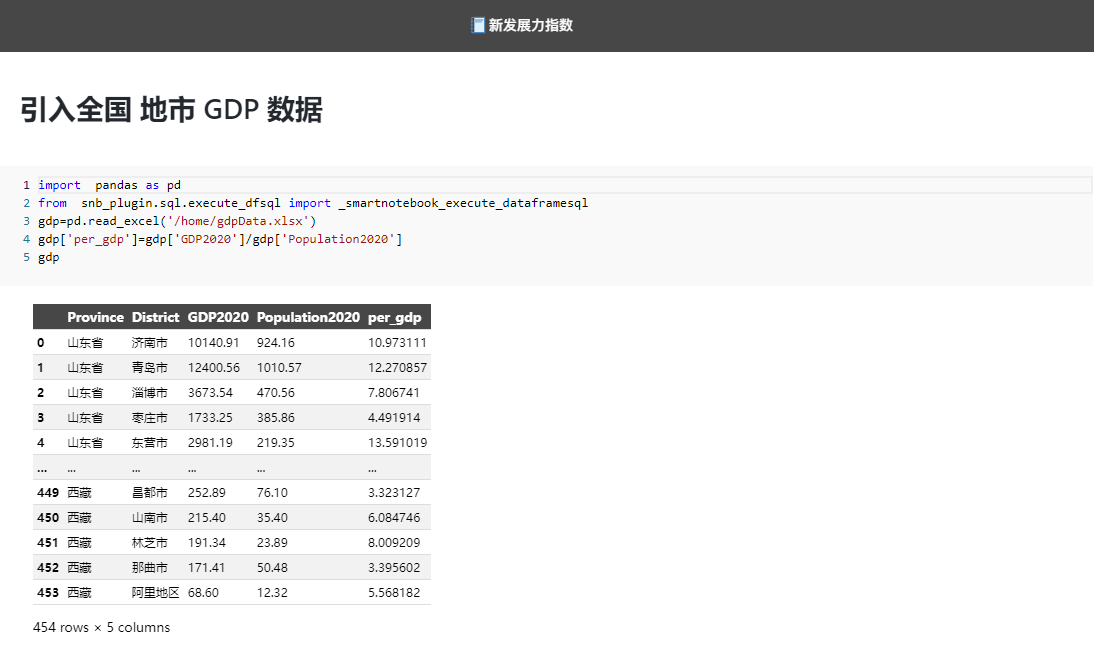 新发展力指数
引入全国 地市 GDP 数据
1 import  pandas as pd
2 from  snb_plugin.sql.execute_dfsql import _smartnotebook_execute_dataframesql
3 gdp=pd.read_excel('/home/gdpData.xlsx')
4 gdp['per_gdp']=gdp['GDP2020']/gdp['Population2020']
5 gdp
Province District GDP2020 Population2020 per_gdp
0 山东省 济南市 10140.91 924.16 10.973111
1 山东省 青岛市 12400.56 1010.57 12.270857
2 山东省 淄博市 3673.54 470.56 7.806741
3 山东省 枣庄市 1733.25 385.86 4.491914
4 山东省 东营市 2981.19 219.35 13.591019
... ... ... ... ... ...
449 西藏 昌都市 252.89 76.10 3.323127
450 西藏 山南市 215.40 35.40 6.084746
451 西藏 林芝市 191.34 23.89 8.009209
452 西藏 那曲市 171.41 50.48 3.395602
453 西藏 阿里地区 68.60 12.32 5.568182
454 rows × 5 columns